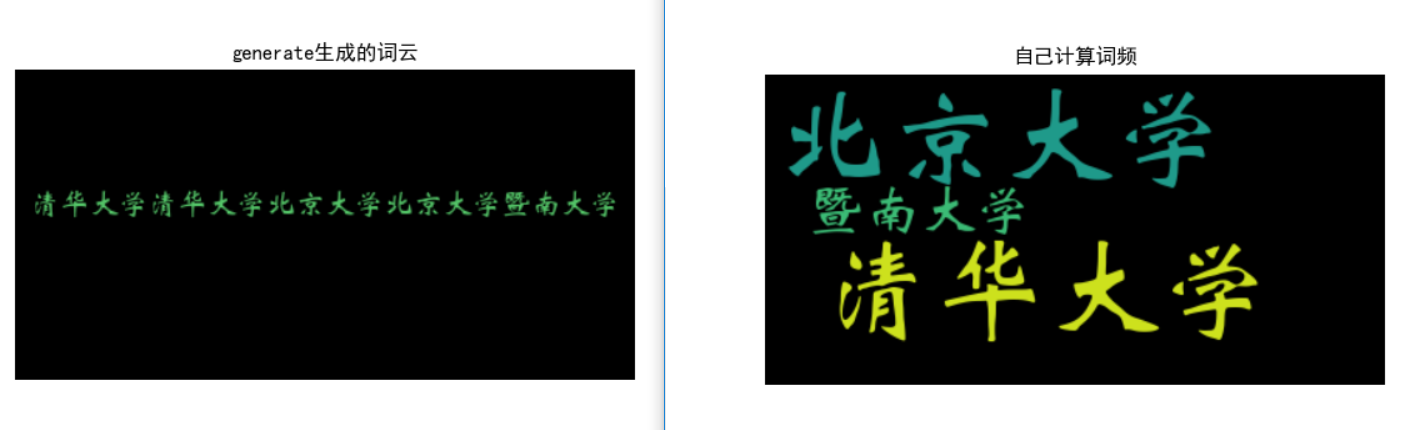 generate生成的词云
清华大学清华大学北京大学北京大学暨南大学
自己计算词频
北京大学
暨南大学
清华大学